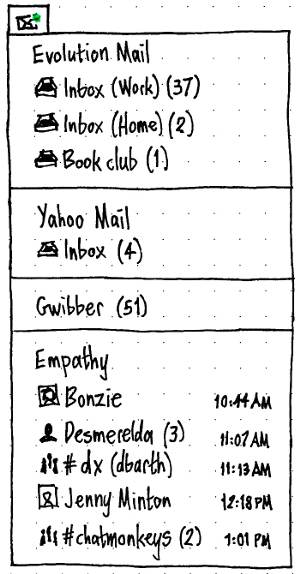 Evolution Mail
Inbox (Work) (37)
Inbox (Home) (2)
Book club (1)
Yahoo Mail
Inbox (4)
Gwibber (51)
Empathy
Bonzie 10:44 AM
Desmerelda (3) 11:07 AM
#dx (dbarth) 11:13 AM
Jenny Minton 12:18 PM
#chatmonkeys (2) 1:01 PM